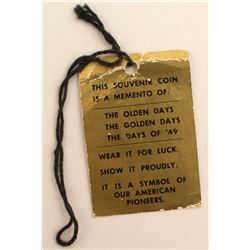 THIS SOUVENIR COIN
IS A MEMENTO OF:
THE OLDEN DAYS
THE GOLDEN DAYS
THE DAYS OF '49
WEAR IT FOR LUCK.
SHOW IT PROUDLY.
IT IS A SYMBOL OF
OUR AMERICAN
PIONEERS.